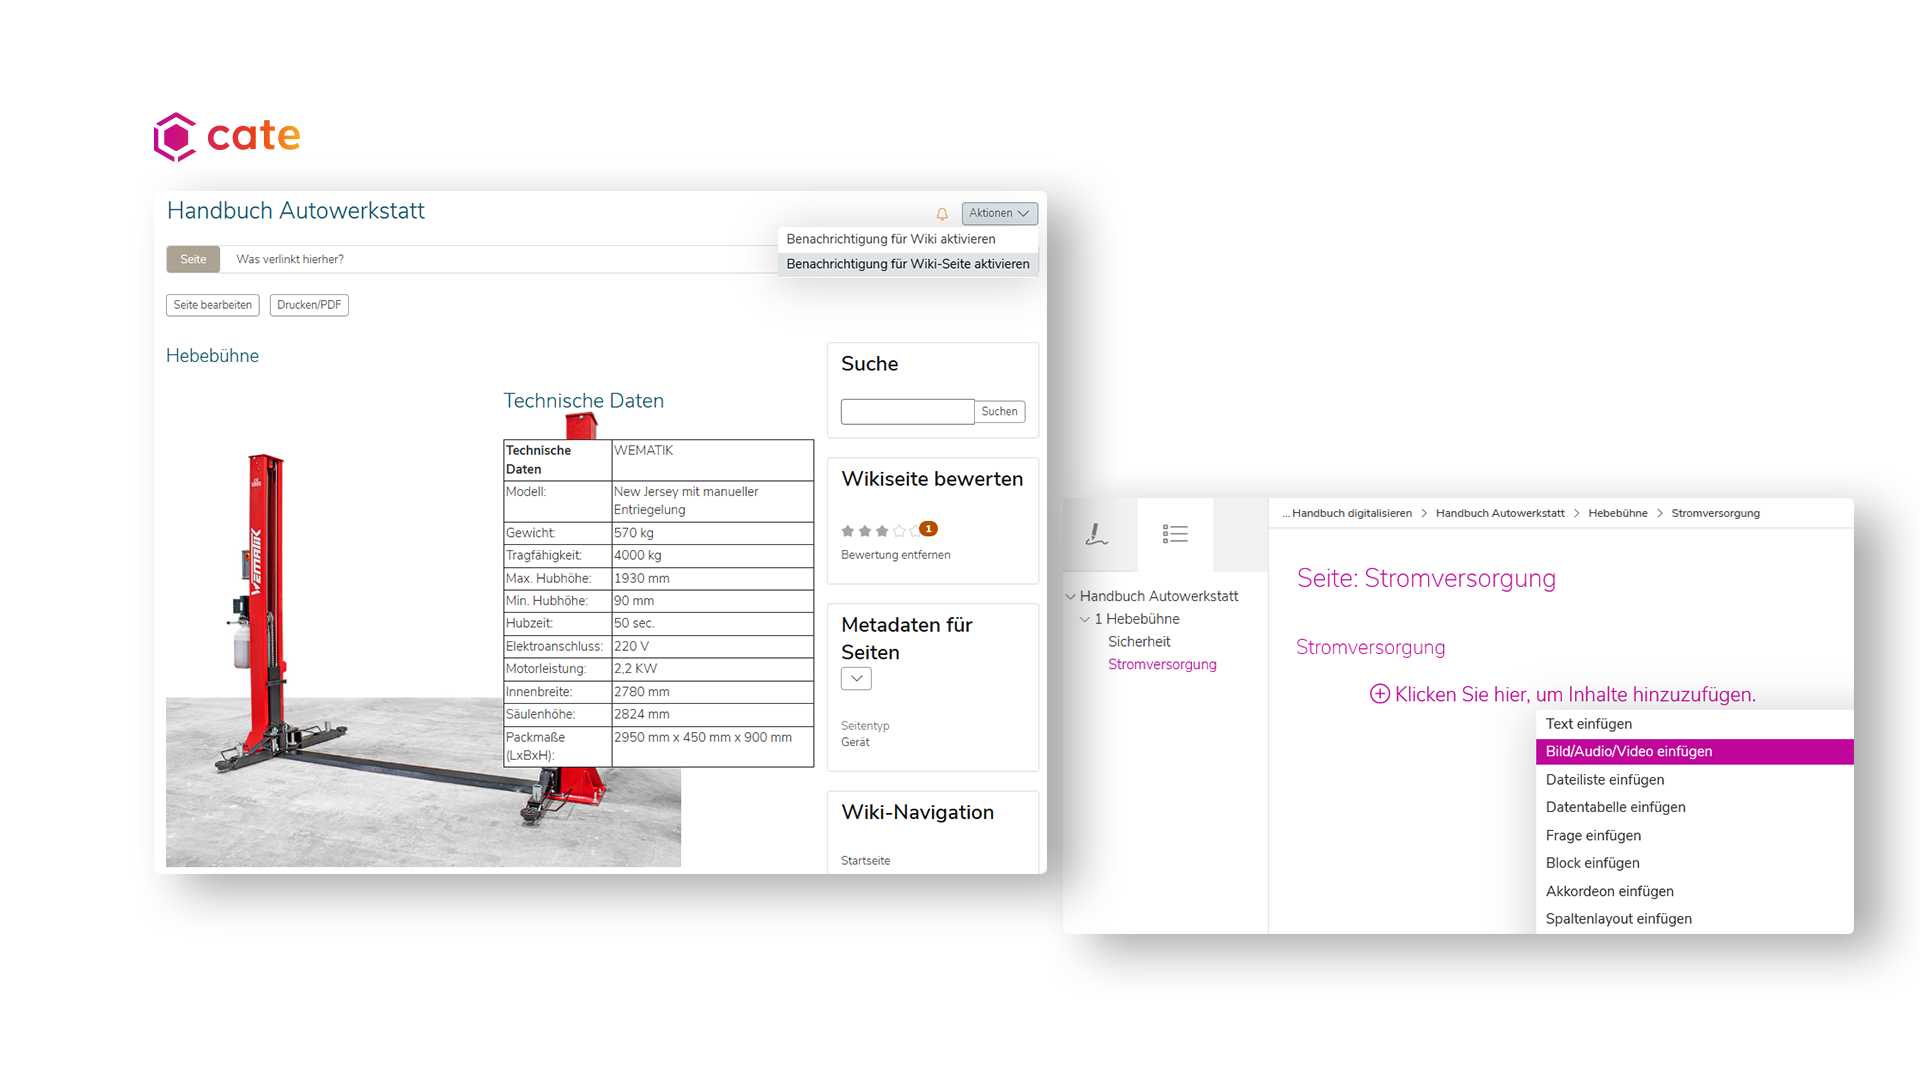 cate
Handbuch Autowerkstatt
Aktionen
Benachrichtigung für Wiki aktivieren
Benachrichtigung für Wiki-Seite aktivieren
Seite
Was verlinkt hierher?
Seite bearbeiten
Drucken/PDF
Hebebühne
WEMATIK
Technische Daten
Technische Daten WEMATIK
Modell: New Jersey mit manueller Entriegelung
Gewicht: 570 kg
Tragfähigkeit: 4000 kg
Max. Hubhöhe: 1930 mm
Min. Hubhöhe: 90 mm
Hubzeit: 50 sec.
Elektroanschluss: 220 V
Motorleistung: 2,2 KW
Innenbreite: 2780 mm
Säulenhöhe: 2824 mm
Packmaße (LxBxH): 2950 mm x 450 mm x 900 mm
Suche
Suchen
Wikiseite bewerten
1
Bewertung entfernen
Metadaten für
Seiten
Seitentyp
Gerät
Wiki-Navigation
Startseite
... Handbuch digitalisieren > Handbuch Autowerkstatt > Hebebühne > Stromversorgung
Handbuch Autowerkstatt
1 Hebebühne
Sicherheit
Stromversorgung
Seite: Stromversorgung
Stromversorgung
Klicken Sie hier, um Inhalte hinzuzufügen.
Text einfügen
Bild/Audio/Video einfügen
Dateiliste einfügen
Datentabelle einfügen
Frage einfügen
Block einfügen
Akkordeon einfügen
Spaltenlayout einfügen